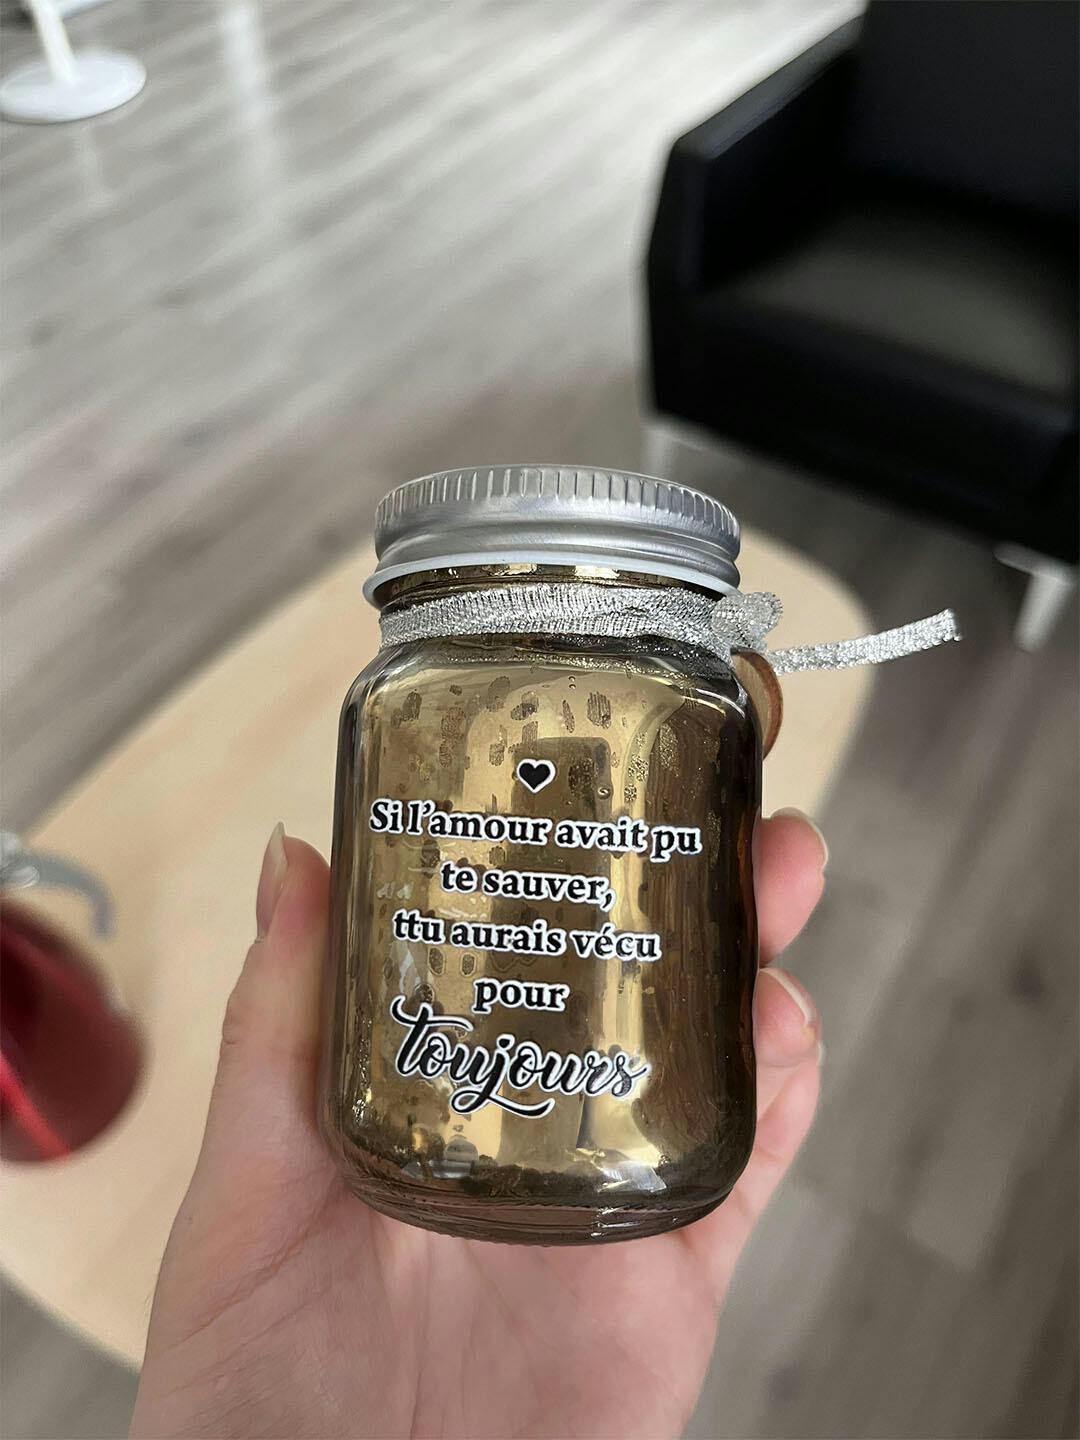 Si l'amour avait pu
te sauver,
ttu aurais vécu
pour
toujours